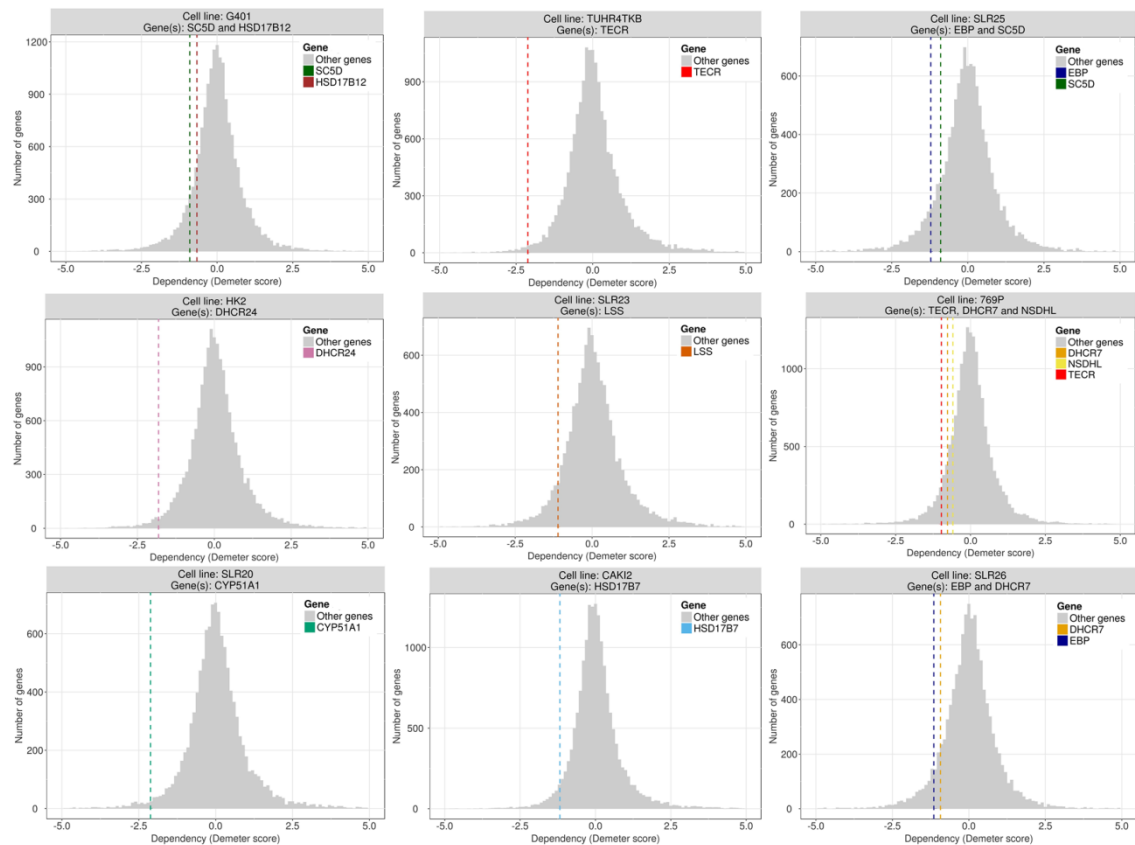 Cell line: G401
Gene(s): SC5D and HSD17B12
1200
900
600
300
0
Number of genes
Gene
Other genes
SC5D
HSD17B12
-5.0
-2.5
0.0
2.5
5.0
Dependency (Demeter score)
Cell line: TUHR4TKB
Gene(s): TECR
900
600
300
0
Number of genes
Gene
Other genes
TECR
-5.0
-2.5
0.0
2.5
5.0
Dependency (Demeter score)
Cell line: SLR25
Gene(s): EBP and SC5D
600
400
200
0
Number of genes
Gene
Other genes
EBP
SC5D
-5.0
-2.5
0.0
2.5
5.0
Dependency (Demeter score)
Cell line: HK2
Gene(s): DHCR24
900
600
300
0
Number of genes
Gene
Other genes
DHCR24
-5.0
-2.5
0.0
2.5
5.0
Dependency (Demeter score)
Cell line: SLR23
Gene(s): LSS
600
400
200
0
Number of genes
Gene
Other genes
LSS
-5.0
-2.5
0.0
2.5
5.0
Dependency (Demeter score)
Cell line: 769P
Gene(s): TECR, DHCR7 and NSDHL
1000
500
0
Number of genes
Gene
Other genes
DHCR7
NSDHL
TECR
-5.0
-2.5
0.0
2.5
5.0
Dependency (Demeter score)
Cell line: SLR20
Gene(s): CYP51A1
600
400
200
0
Number of genes
Gene
Other genes
CYP51A1
-5.0
-2.5
0.0
2.5
5.0
Dependency (Demeter score)
Cell line: CAKI2
Gene(s): HSD17B7
1000
500
0
Number of genes
Gene
Other genes
HSD17B7
-5.0
-2.5
0.0
2.5
5.0
Dependency (Demeter score)
Cell line: SLR26
Gene(s): EBP and DHCR7
600
400
200
0
Number of genes
Gene
Other genes
DHCR7
EBP
-5.0
-2.5
0.0
2.5
5.0
Dependency (Demeter score)